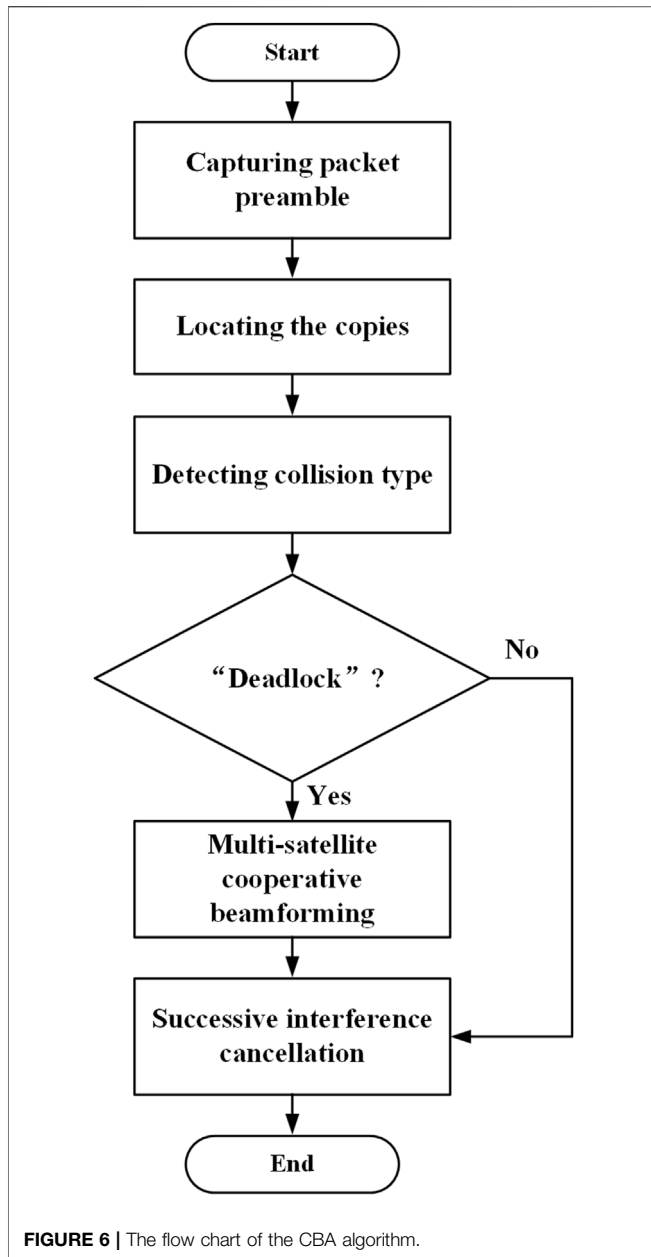 Start
Capturing packet
preamble
Locating the copies
Detecting collision type
“Deadlock” ?
No
Yes
Multi-satellite
cooperative
beamforming
Successive interference
cancellation
End
FIGURE 6 | The flow chart of the CBA algorithm.